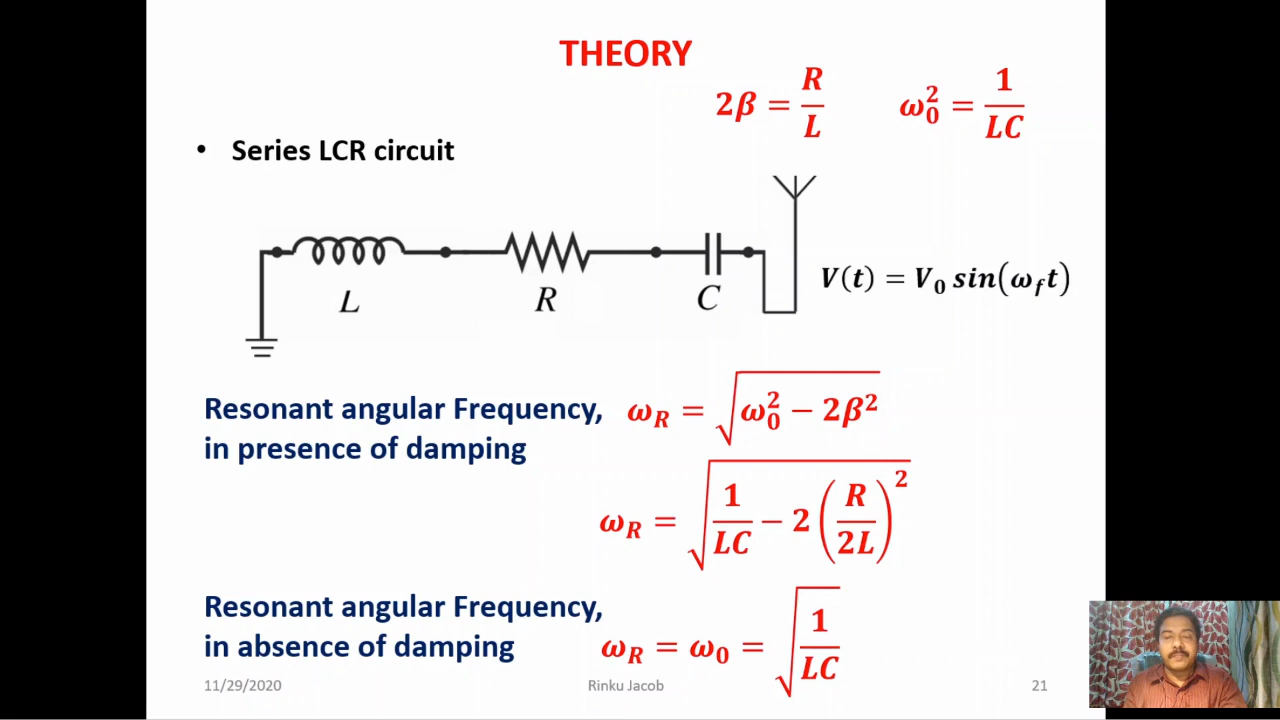 THEORY
2β = R/L
ω₀² = 1/LC
• Series LCR circuit
V(t) = V₀ sin(ω_f t)
L
R
C
Resonant angular Frequency,
in presence of damping
ω_R = √(ω₀² − 2β²)
ω_R = √(1/LC − 2(R/2L)²)
Resonant angular Frequency,
in absence of damping
ω_R = ω₀ = √(1/LC)
11/29/2020
Rinku Jacob
21